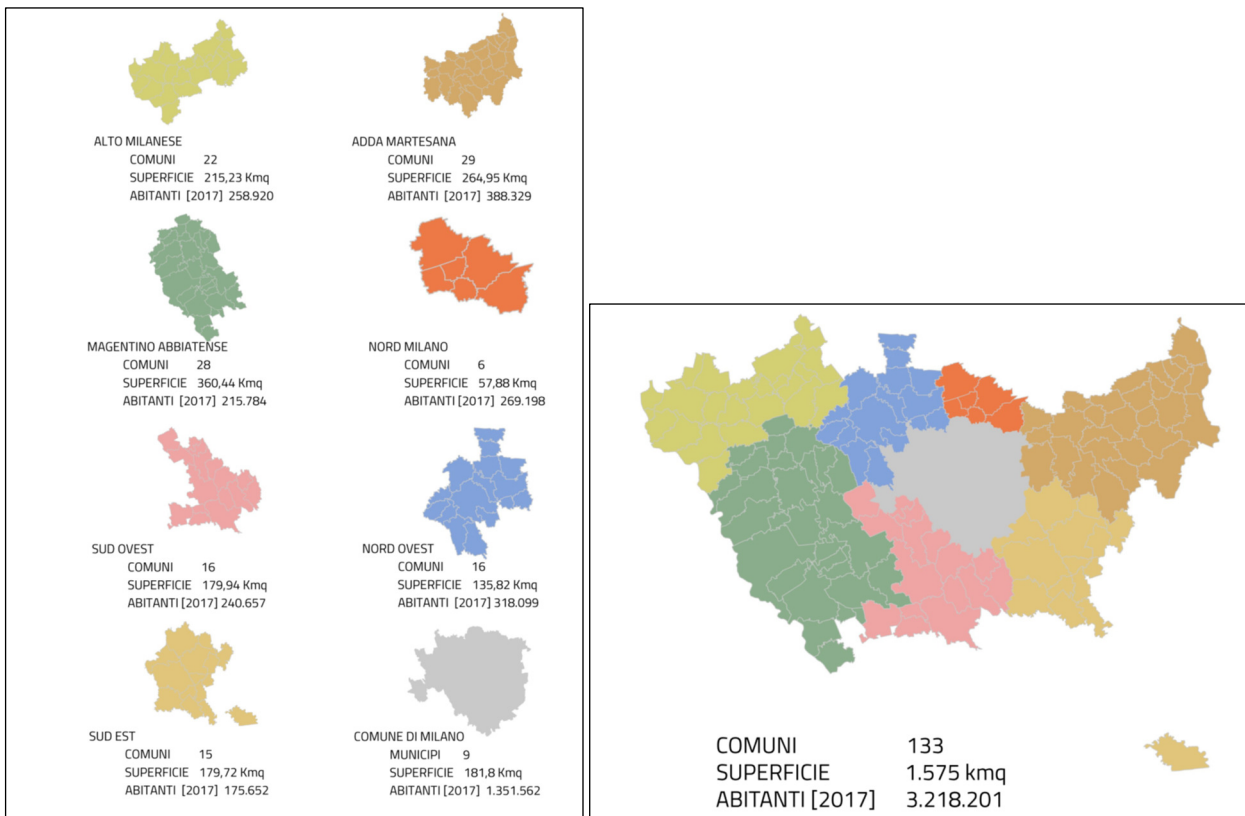 ALTO MILANESE
COMUNI 22
SUPERFICIE 215,23 Kmq
ABITANTI [2017] 258.920
ADDA MARTESANA
COMUNI 29
SUPERFICIE 264,95 Kmq
ABITANTI [2017] 388.329
MAGENTINO ABBIATENSE
COMUNI 28
SUPERFICIE 360,44 Kmq
ABITANTI [2017] 215.784
NORD MILANO
COMUNI 6
SUPERFICIE 57,88 Kmq
ABITANTI [2017] 269.198
SUD OVEST
COMUNI 16
SUPERFICIE 179,94 Kmq
ABITANTI [2017] 240.657
NORD OVEST
COMUNI 16
SUPERFICIE 135,82 Kmq
ABITANTI [2017] 318.099
SUD EST
COMUNI 15
SUPERFICIE 179,72 Kmq
ABITANTI [2017] 175.652
COMUNE DI MILANO
MUNICIPI 9
SUPERFICIE 181,8 Kmq
ABITANTI [2017] 1.351.562
COMUNI 133
SUPERFICIE 1.575 kmq
ABITANTI [2017] 3.218.201